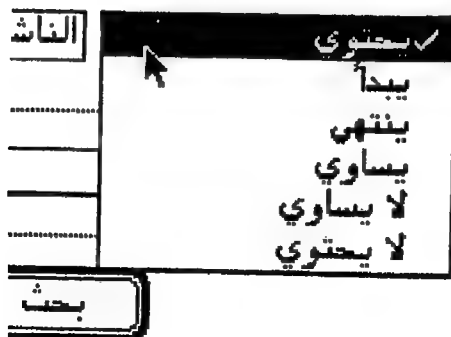 ✓يحتوي
يبدأ
ينتهي
يساوي
لا يساوي
لا يحتوي
الناش
بحث